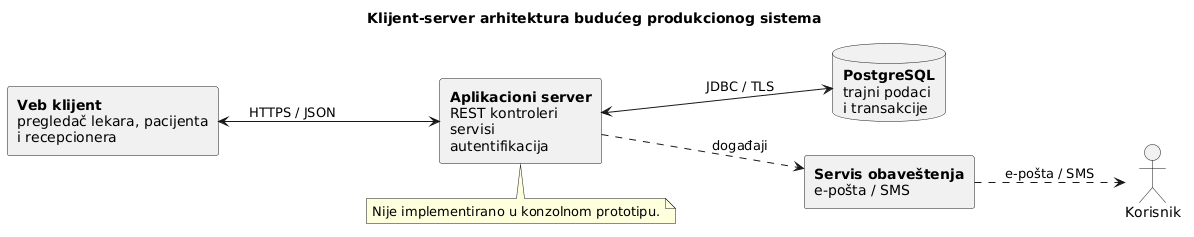 Klijent-server arhitektura budućeg produkcionog sistema
Veb klijent
pregledač lekara, pacijenta
i recepcionera
HTTPS / JSON
Aplikacioni server
REST kontroleri
servisi
autentifikacija
Nije implementirano u konzolnom prototipu.
JDBC / TLS
PostgreSQL
trajni podaci
i transakcije
događaji
Servis obaveštenja
e-pošta / SMS
e-pošta / SMS
Korisnik